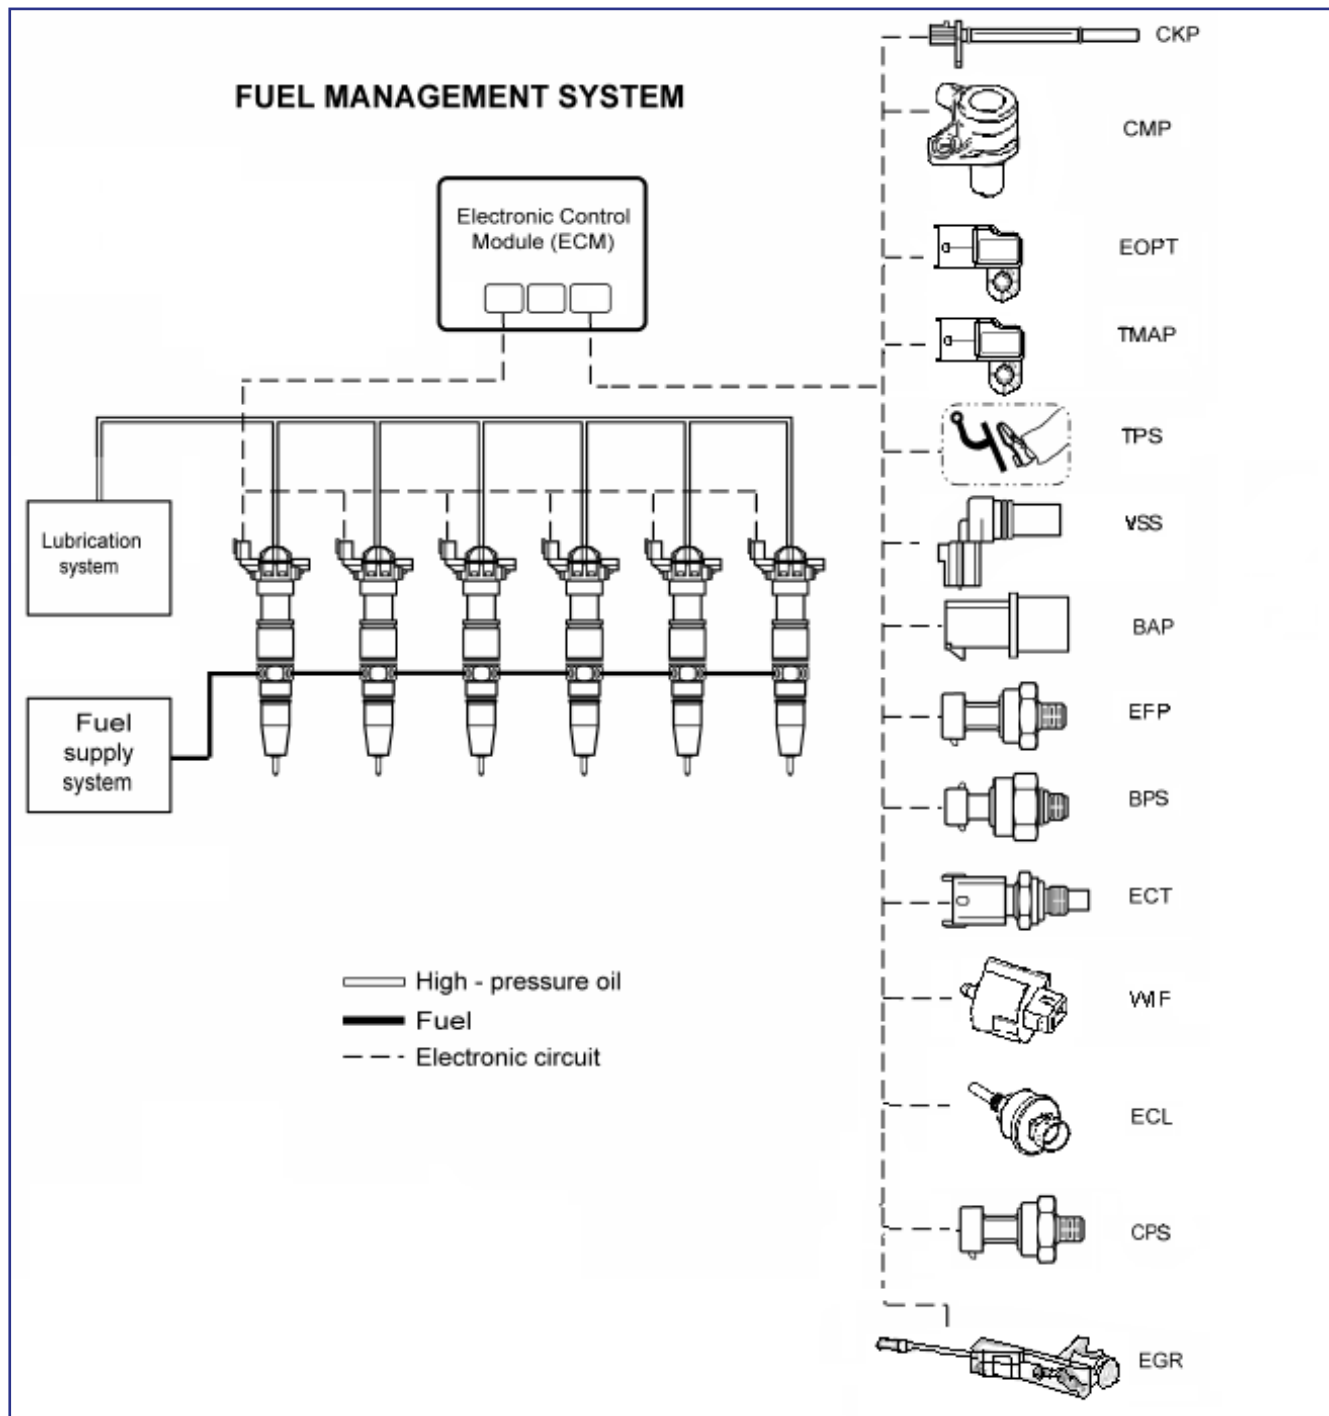 FUEL MANAGEMENT SYSTEM
Electronic Control
Module (ECM)
Lubrication
system
Fuel
supply
system
High - pressure oil
Fuel
Electronic circuit
CKP
CMP
EOPT
TMAP
TPS
VSS
BAP
EFP
BPS
ECT
WIF
ECL
CPS
EGR